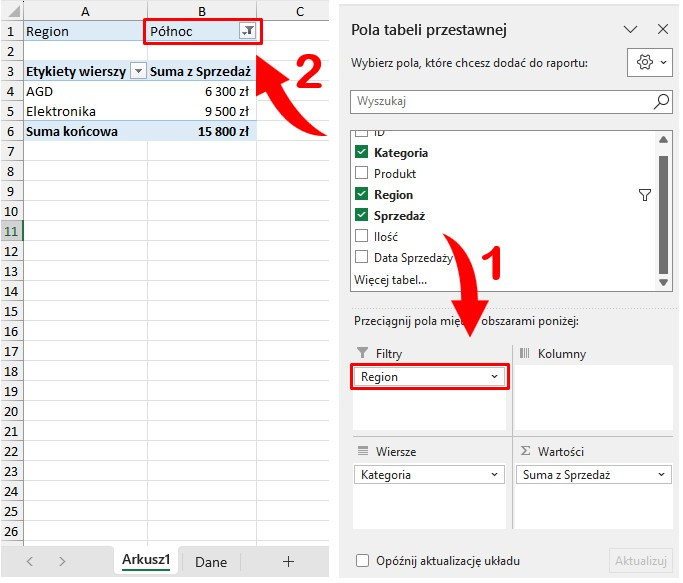 A B C
1 Region Północ
2
3 Etykiety wierszy Suma z Sprzedaż
4 AGD 6 300 zł
5 Elektronika 9 500 zł
6 Suma końcowa 15 800 zł
7
8
9
10
11
12
13
14
15
16
17
18
19
20
21
22
23
24
25
26
2
Arkusz1 Dane +
Pola tabeli przestawnej
Wybierz pola, które chcesz dodać do raportu:
Wyszukaj
ID
Kategoria
Produkt
Region
Sprzedaż
Ilość
Data Sprzedaży
Więcej tabel...
1
Przeciągnij pola mię obszarami poniżej:
Filtry Kolumny
Region
Wiersze Σ Wartości
Kategoria Suma z Sprzedaż
Opóźnij aktualizację układu Aktualizuj